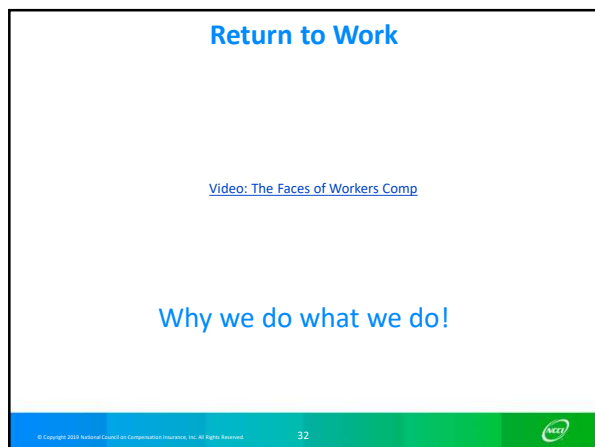 Return to Work
Video: The Faces of Workers Comp
Why we do what we do!
© Copyright 2019 National Council on Compensation Insurance, Inc. All Rights Reserved.
32
NCCI